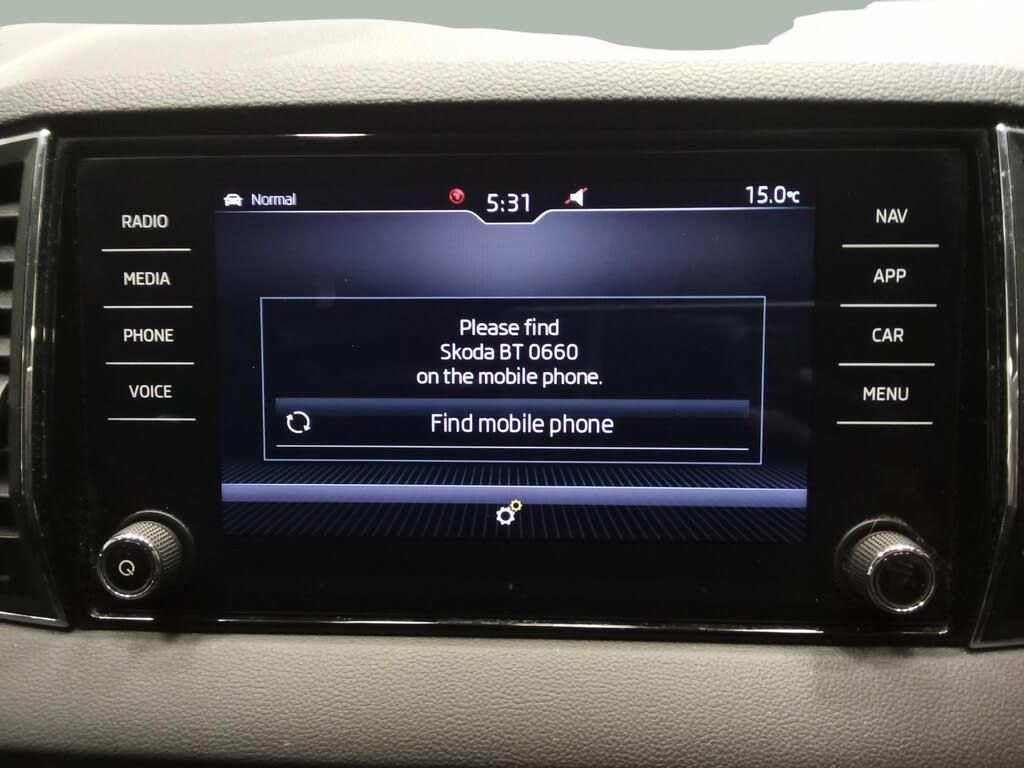 Normal
5:31
15.0°C
RADIO
MEDIA
PHONE
VOICE
NAV
APP
CAR
MENU
Please find
Skoda BT 0660
on the mobile phone.
Find mobile phone